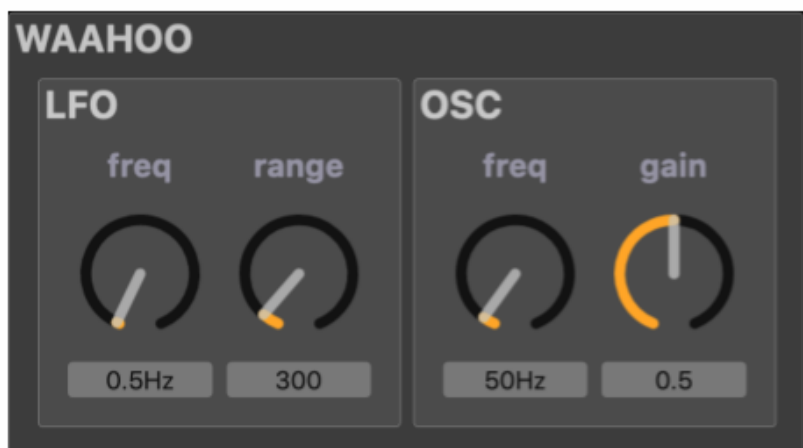 WAAHOO
LFO
freq range
0.5Hz 300
OSC
freq gain
50Hz 0.5